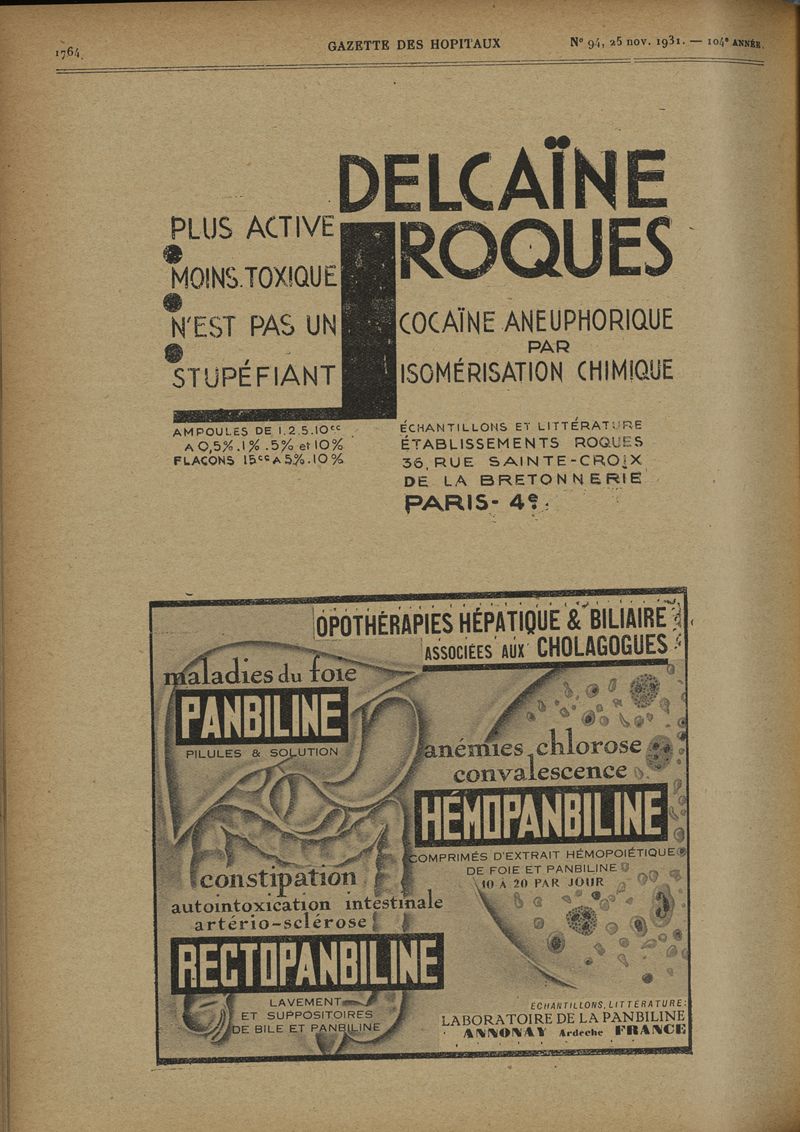 1764.
GAZETTE DES HOPITAUX
N° 94, 25 nov. 1931. — 104e ANNÉE.
DELCAÏNE
ROQUES
PLUS ACTIVE
MOINS.TOXIQUE
N'EST PAS UN
STUPÉFIANT
COCAÏNE ANEUPHORIQUE
PAR
ISOMÉRISATION CHIMIQUE
AMPOULES DE 1.2.5.10cc
A 0,5%.1%.5% et 10%
FLACONS 15cc A 5%.10%
ÉCHANTILLONS ET LITTÉRATURE
ÉTABLISSEMENTS ROQUES
36, RUE SAINTE-CROIX
DE LA BRETONNERIE
PARIS- 4e.
OPOTHÉRAPIES HÉPATIQUE & BILIAIRE
ASSOCIÉES AUX CHOLAGOGUES
maladies du foie
PANBILINE
PILULES & SOLUTION
anémies, chlorose
convalescence
HÉMOPANBILINE
COMPRIMÉS D'EXTRAIT HÉMOPOIÉTIQUE
DE FOIE ET PANBILINE
10 A 20 PAR JOUR
constipation
autointoxication intestinale
artério-sclérose
RECTOPANBILINE
LAVEMENT
ET SUPPOSITOIRES
DE BILE ET PANBILINE
ECHANTILLONS, LITTERATURE:
LABORATOIRE DE LA PANBILINE
ANNONAY Ardeche FRANCE